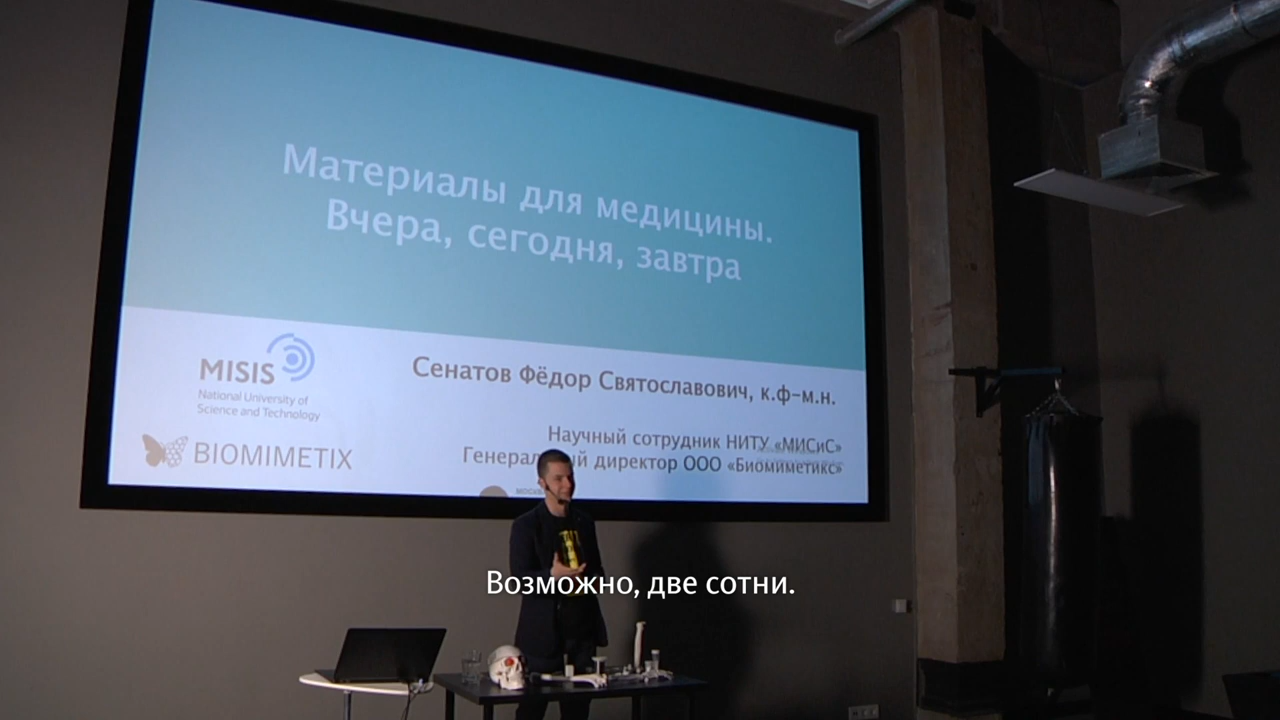 Материалы для медицины.
Вчера, сегодня, завтра
MISIS
National University of
Science and Technology
BIOMIMETIX
Сенатов Фёдор Святославович, к.ф-м.н.
Научный сотрудник НИТУ «МИСиС»
директор ООО «Биомиметикс»
Возможно, две сотни.